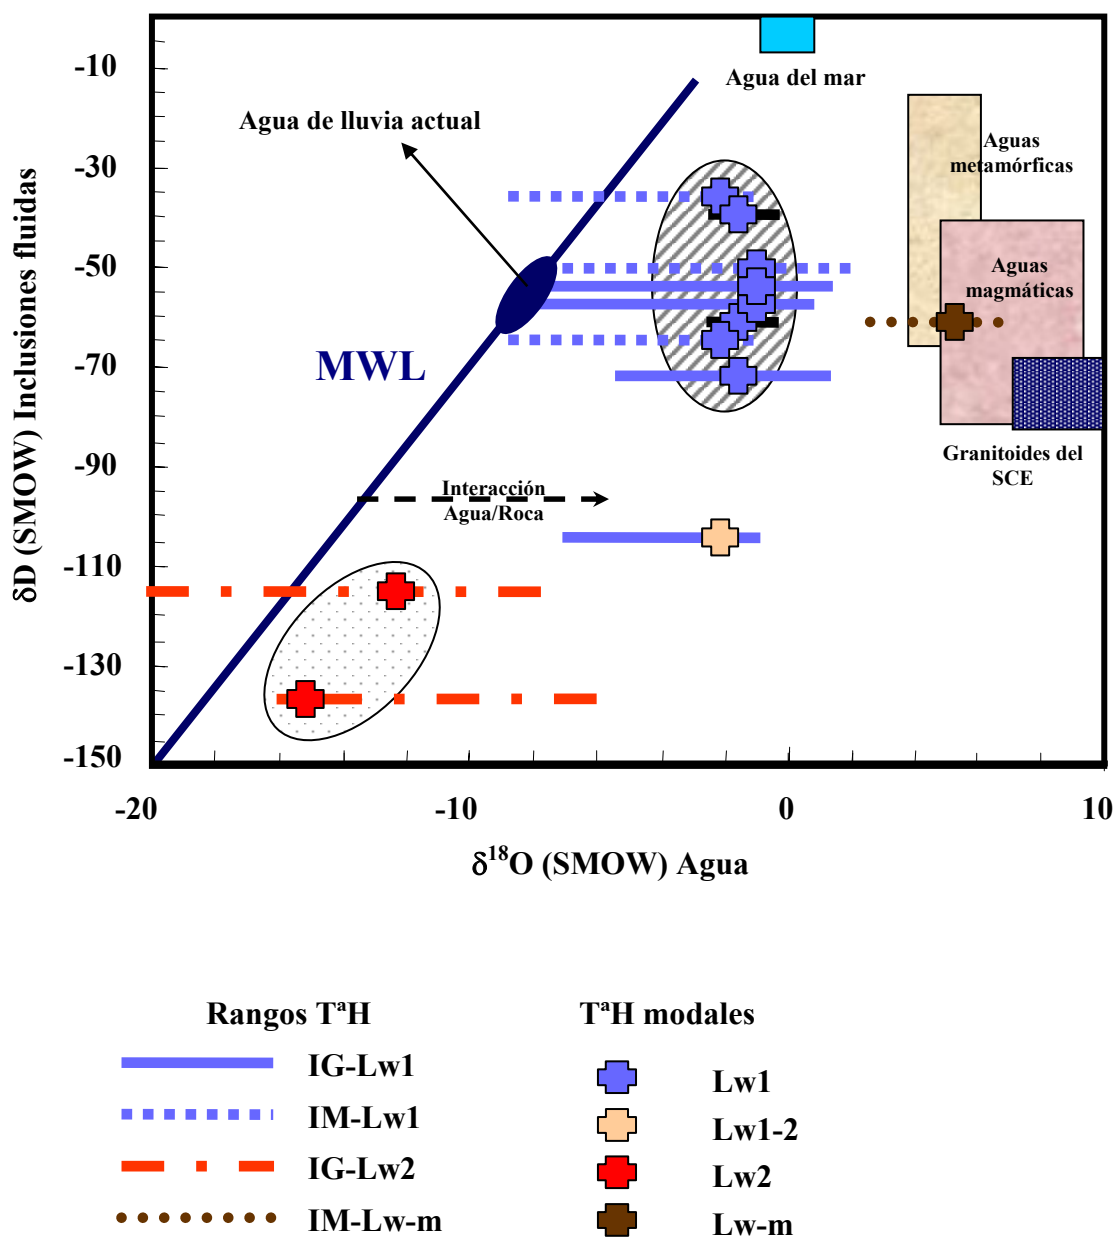 Agua del mar
Agua de lluvia actual
Aguas
metamórficas
Aguas
magmáticas
MWL
Granitoides del
SCE
Interacción
Agua/Roca
δD (SMOW) Inclusiones fluidas
-10
-30
-50
-70
-90
-110
-130
-150
-20
-10
0
10
δ¹⁸O (SMOW) Agua
Rangos TªH
IG-Lw1
IM-Lw1
IG-Lw2
IM-Lw-m
TªH modales
Lw1
Lw1-2
Lw2
Lw-m